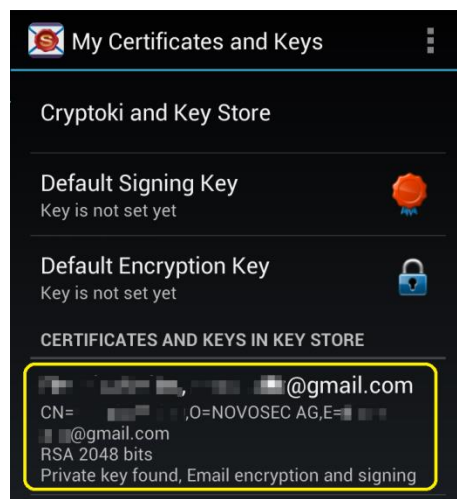 My Certificates and Keys
Cryptoki and Key Store
Default Signing Key
Key is not set yet
Default Encryption Key
Key is not set yet
CERTIFICATES AND KEYS IN KEY STORE
, @gmail.com
CN= ,O=NOVOSEC AG,E=
@gmail.com
RSA 2048 bits
Private key found, Email encryption and signing